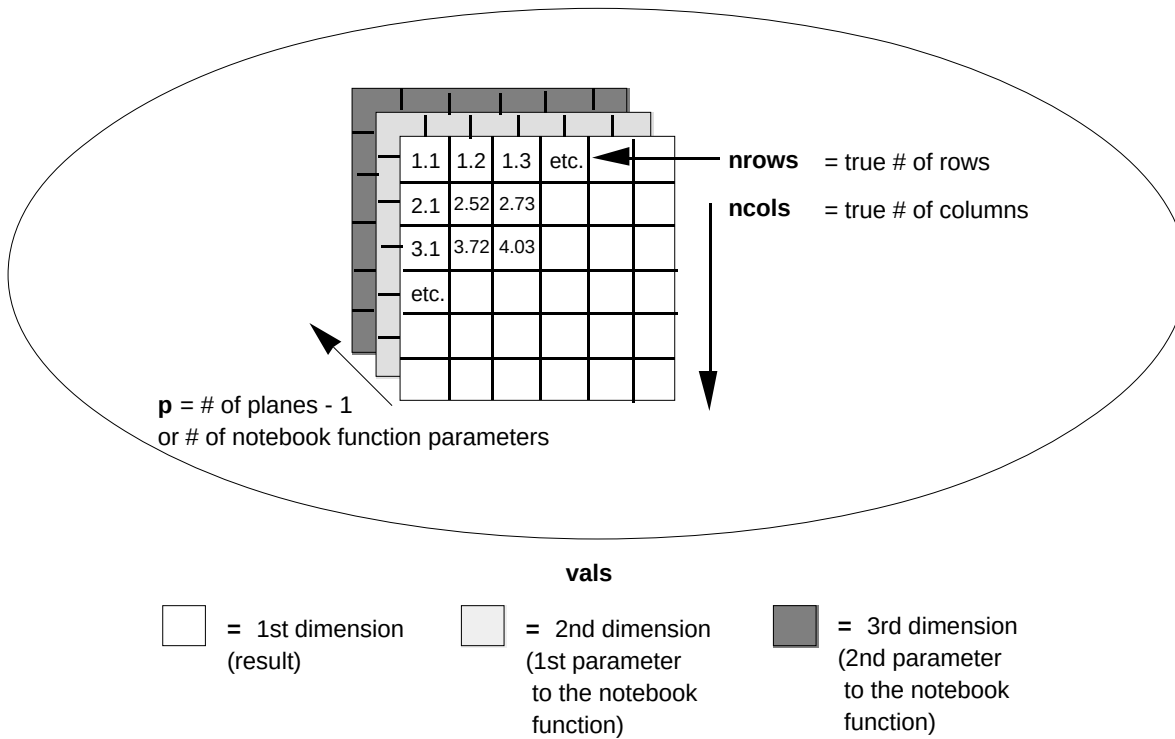 1.1 1.2 1.3 etc.
nrows = true # of rows
2.1 2.52 2.73
ncols = true # of columns
3.1 3.72 4.03
etc.
p = # of planes - 1
or # of notebook function parameters
vals
= 1st dimension
(result)
= 2nd dimension
(1st parameter
to the notebook
function)
= 3rd dimension
(2nd parameter
to the notebook
function)